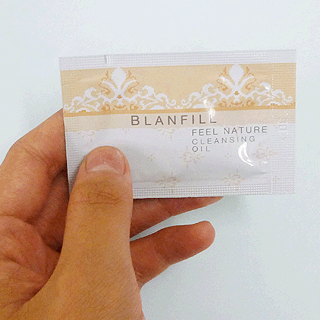 BLANFILL
FEEL NATURE
CLEANSING
OIL